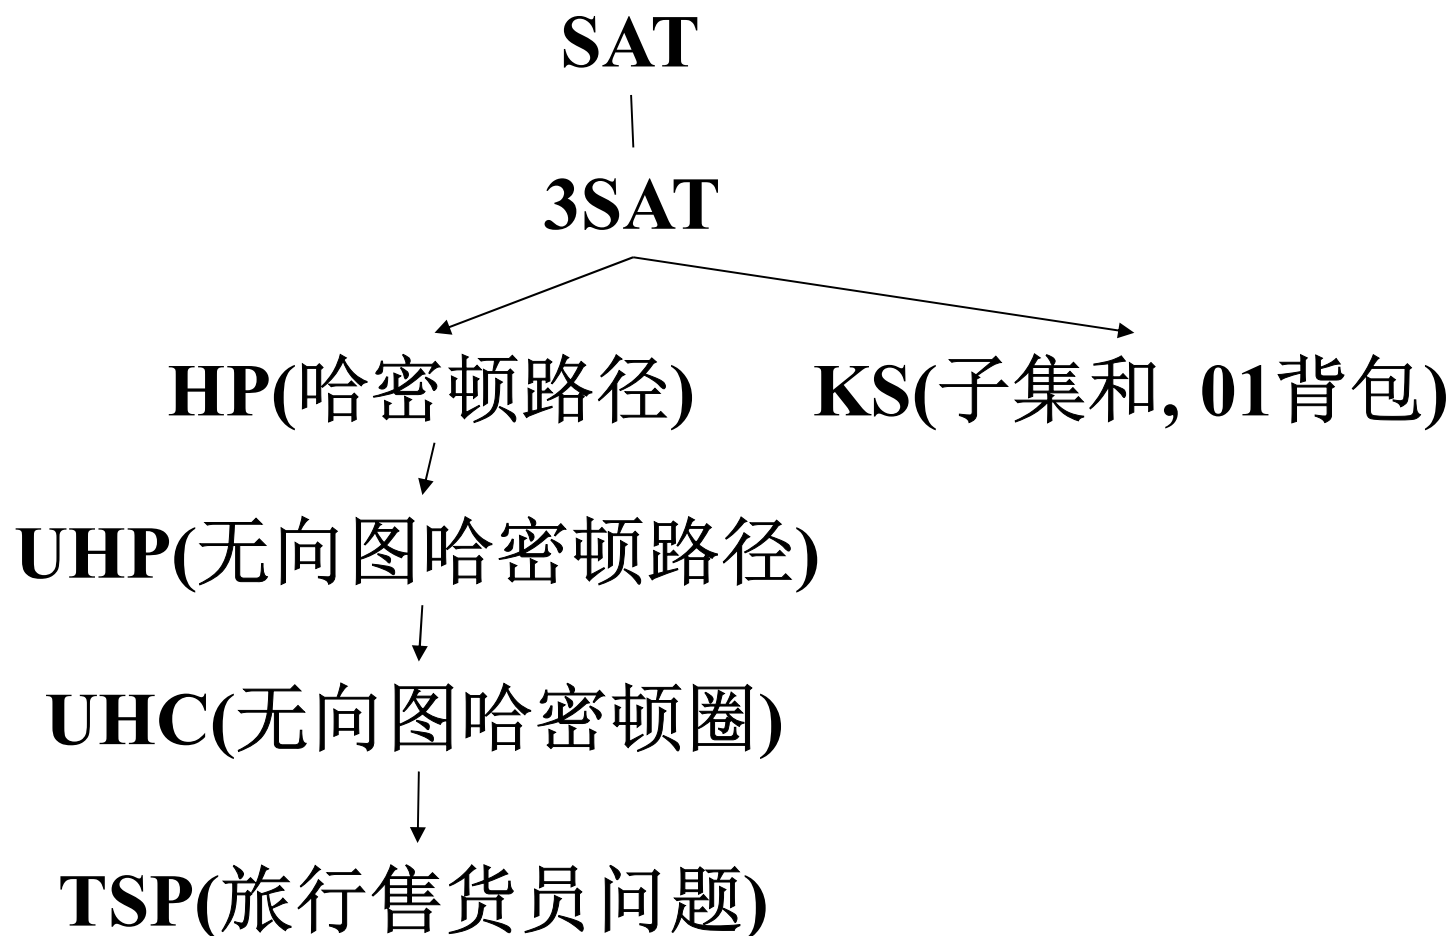 SAT
3SAT
HP(哈密顿路径) KS(子集和, 01背包)
UHP(无向图哈密顿路径)
UHC(无向图哈密顿圈)
TSP(旅行售货员问题)